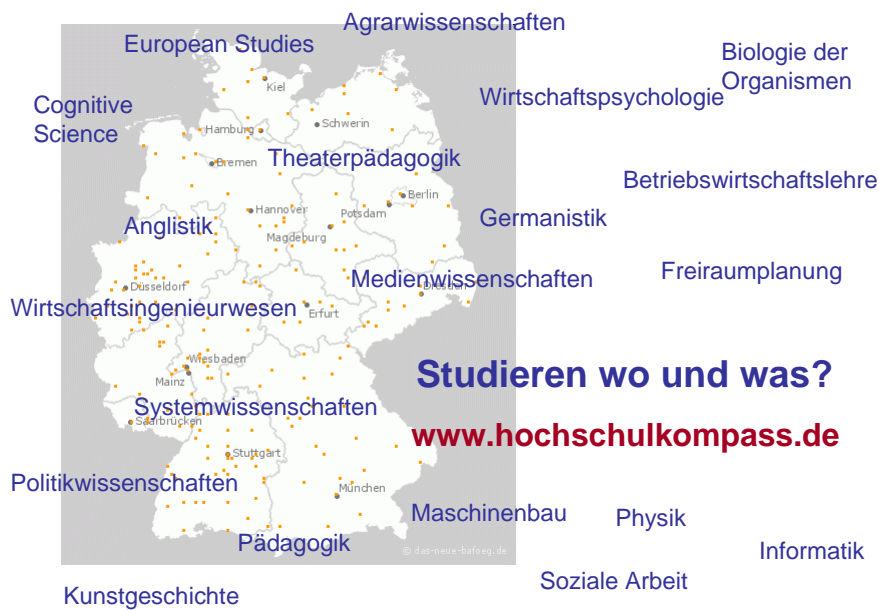 Agrarwissenschaften
European Studies
Biologie der
Organismen
Kiel
Wirtschaftspsychologie
Cognitive
Science
Hamburg
Schwerin
Theaterpädagogik
Bremen
Betriebswirtschaftslehre
Berlin
Hannover
Potsdam
Germanistik
Anglistik
Magdeburg
Medienwissenschaften
Freiraumplanung
Düsseldorf
Dresden
Wirtschaftsingenieurwesen
Erfurt
Wiesbaden
Studieren wo und was?
Mainz
Systemwissenschaften
Saarbrücken
www.hochschulkompass.de
Stuttgart
Politikwissenschaften
München
Maschinenbau
Physik
Pädagogik
© das-neue-bafoeg.de
Informatik
Soziale Arbeit
Kunstgeschichte